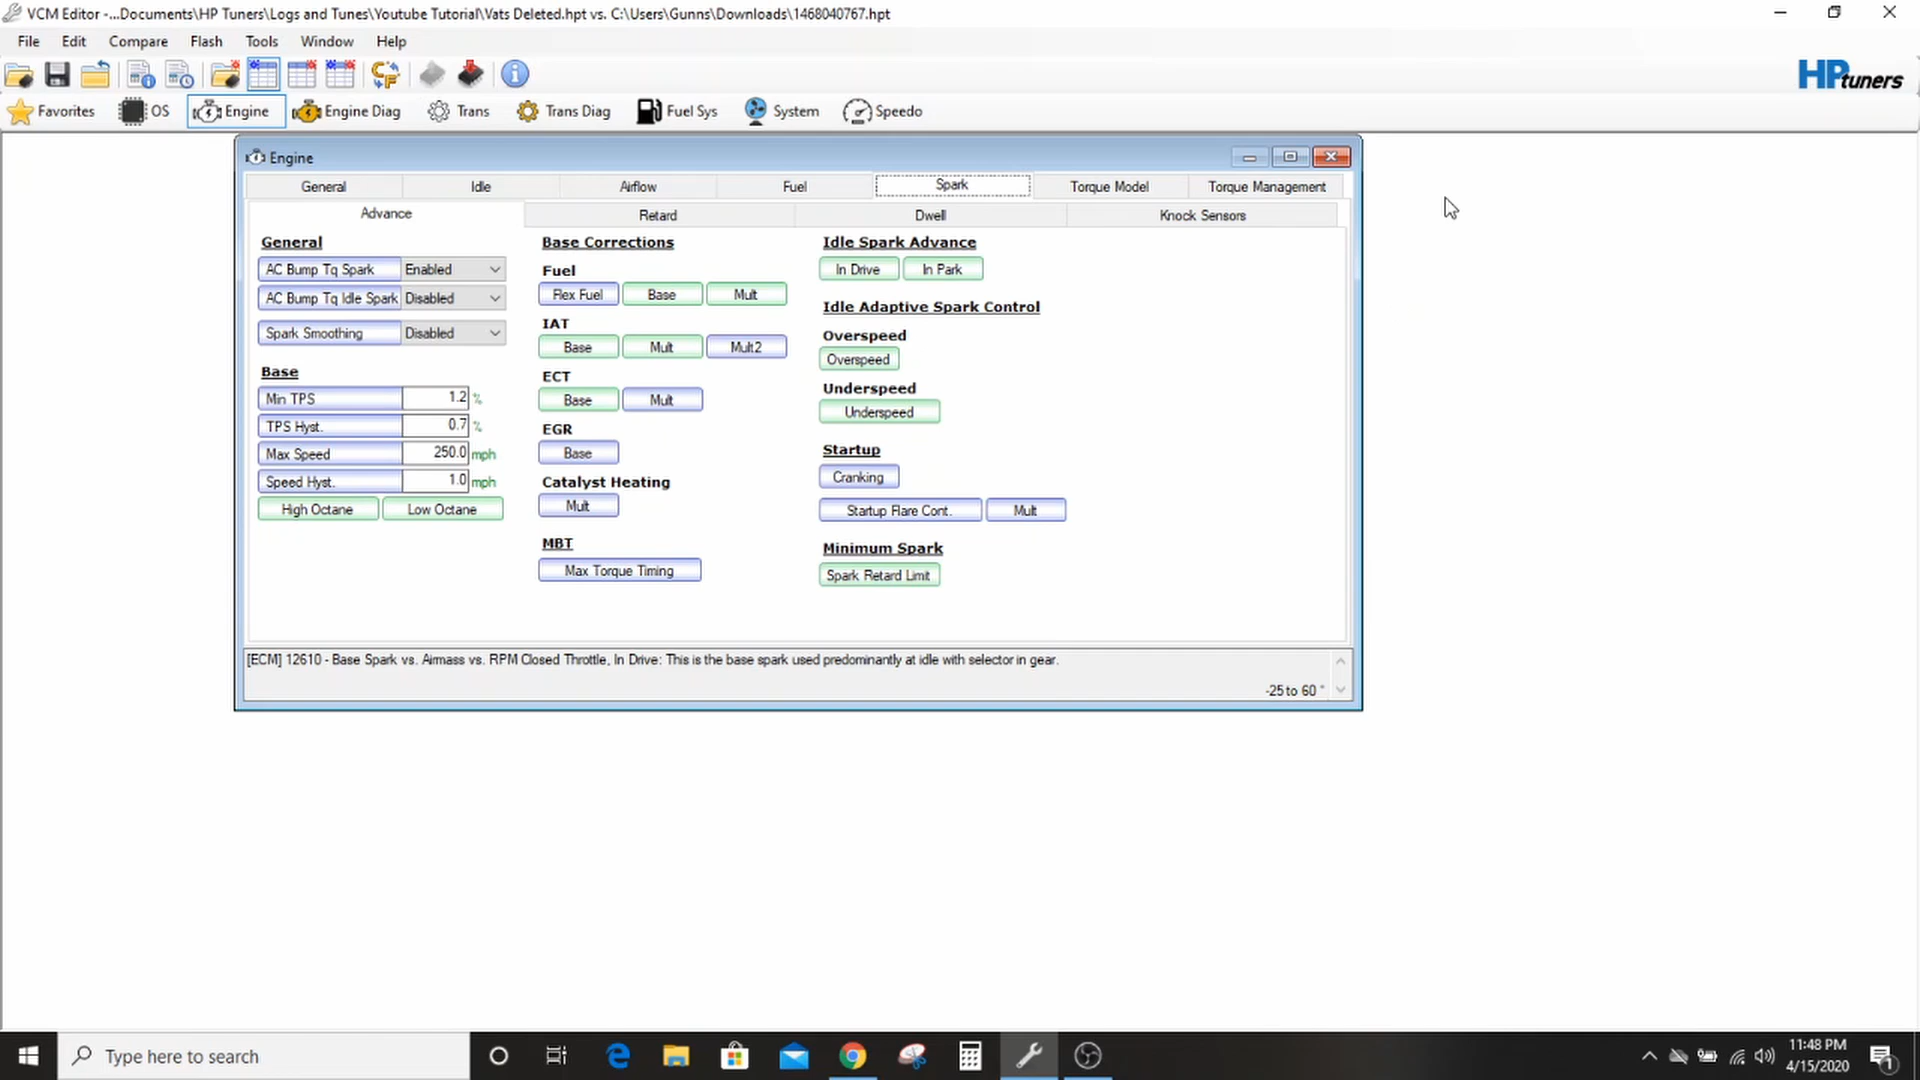 VCM Editor -...Documents\HP Tuners\Logs and Tunes\Youtube Tutorial\Vats Deleted.hpt vs. C:\Users\Gunns\Downloads\1468040767.hpt
File Edit Compare Flash Tools Window Help
HPtuners
Favorites OS Engine Engine Diag Trans Trans Diag Fuel Sys System Speedo
Engine
General Idle Airflow Fuel Spark Torque Model Torque Management
Advance Retard Dwell Knock Sensors
General
AC Bump Tq Spark Enabled
AC Bump Tq Idle Spark Disabled
Spark Smoothing Disabled
Base
Min TPS 1.2 %
TPS Hyst. 0.7 %
Max Speed 250.0 mph
Speed Hyst. 1.0 mph
High Octane Low Octane
Base Corrections
Fuel
Flex Fuel Base Mult
IAT
Base Mult Mult2
ECT
Base Mult
EGR
Base
Catalyst Heating
Mult
MBT
Max Torque Timing
Idle Spark Advance
In Drive In Park
Idle Adaptive Spark Control
Overspeed
Overspeed
Underspeed
Underspeed
Startup
Cranking
Startup Flare Cont. Mult
Minimum Spark
Spark Retard Limit
[ECM] 12610 - Base Spark vs. Airmass vs. RPM Closed Throttle, In Drive: This is the base spark used predominantly at idle with selector in gear.
-25 to 60 °
Type here to search
11:48 PM
4/15/2020
1